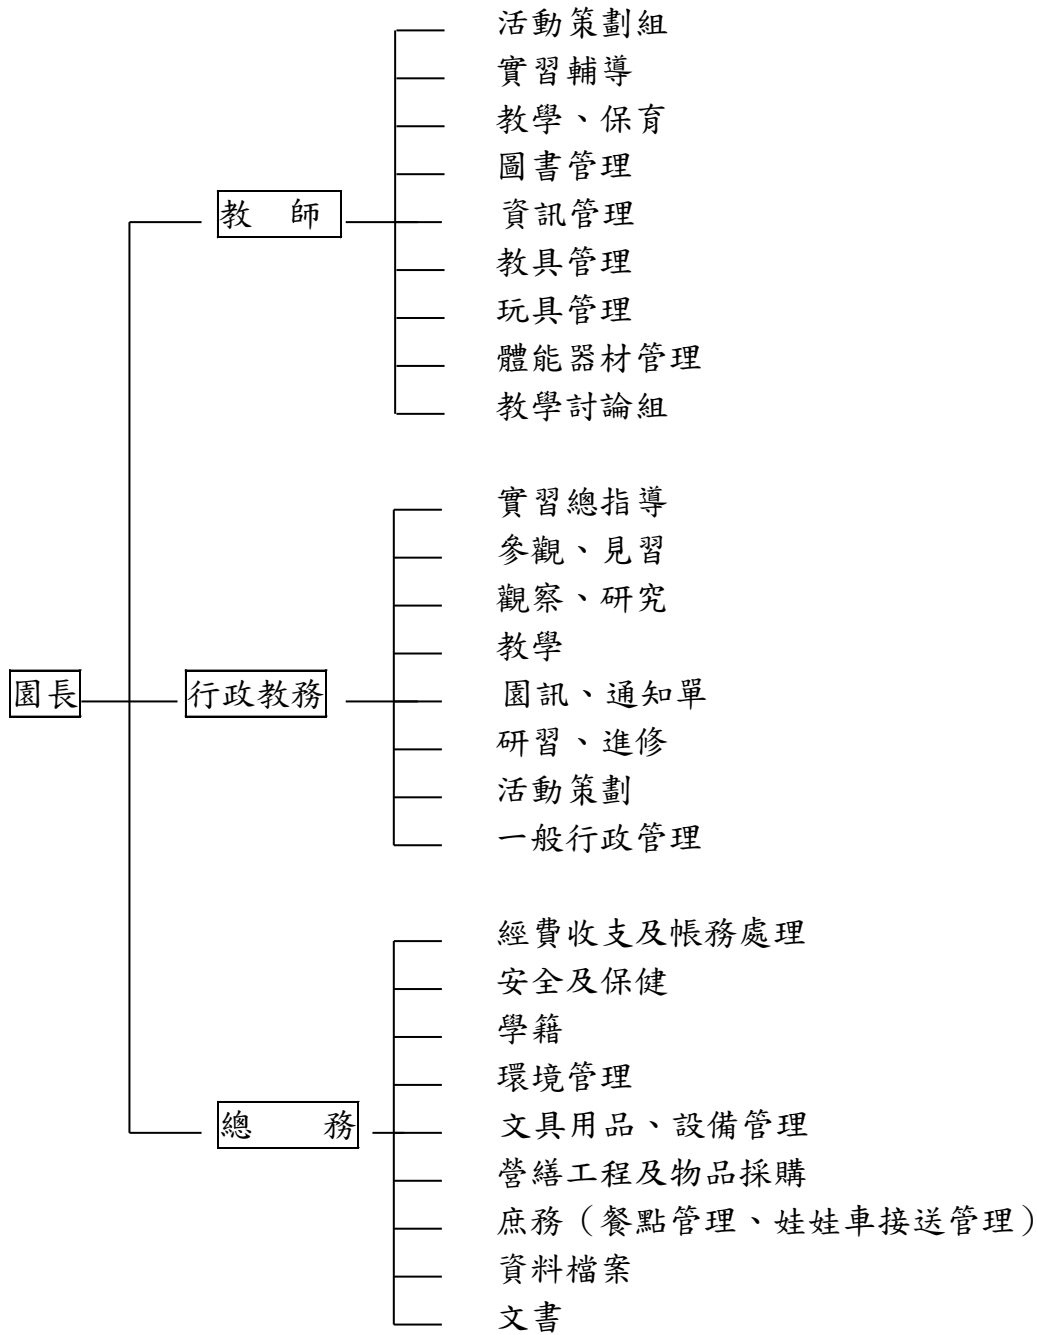 活動策劃組
實習輔導
教學、保育
圖書管理
教　師
資訊管理
教具管理
玩具管理
體能器材管理
教學討論組
實習總指導
參觀、見習
觀察、研究
教學
園長
行政教務
園訊、通知單
研習、進修
活動策劃
一般行政管理
經費收支及帳務處理
安全及保健
學籍
環境管理
總　務
文具用品、設備管理
營繕工程及物品採購
庶務（餐點管理、娃娃車接送管理）
資料檔案
文書